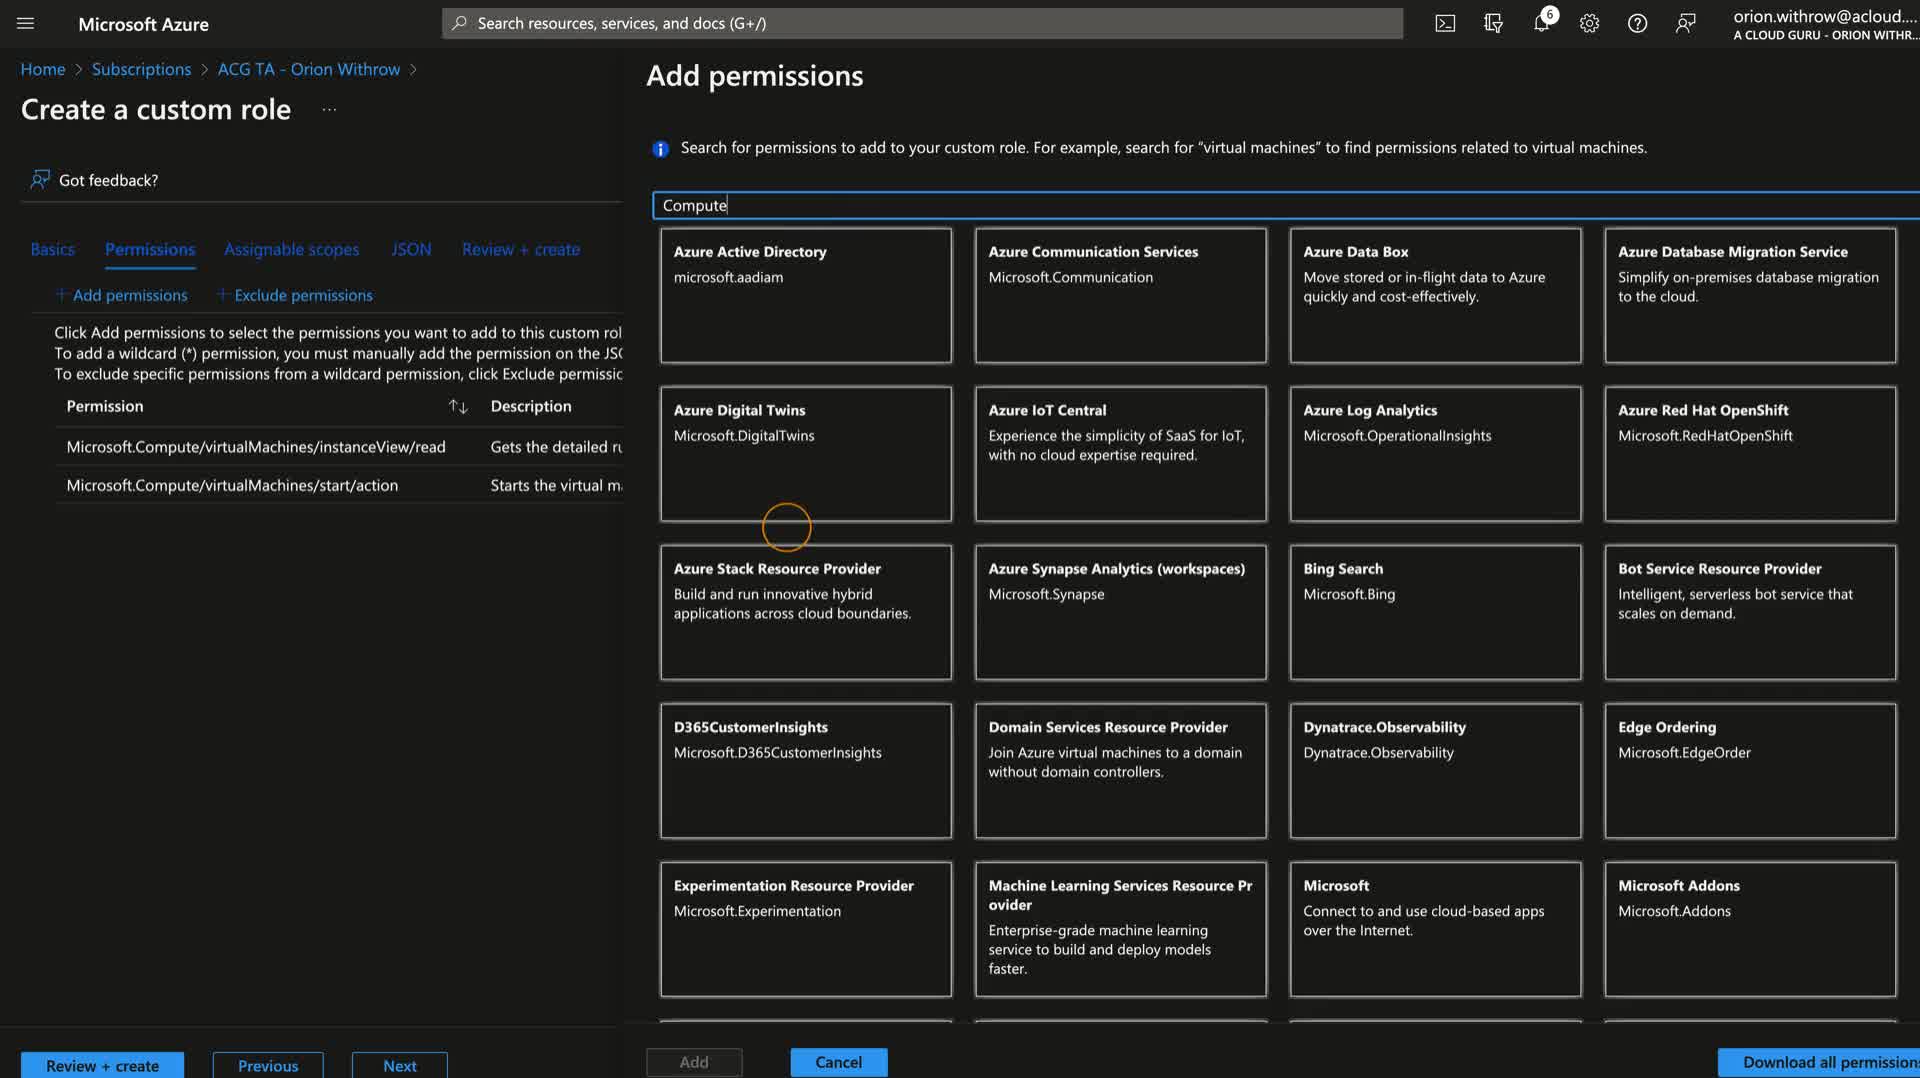 Microsoft Azure
Search resources, services, and docs (G+/)
6
orion.withrow@acloud....
A CLOUD GURU - ORION WITHR...
Home > Subscriptions > ACG TA - Orion Withrow >
Create a custom role ...
Got feedback?
Basics Permissions Assignable scopes JSON Review + create
+ Add permissions + Exclude permissions
Click Add permissions to select the permissions you want to add to this custom rol
To add a wildcard (*) permission, you must manually add the permission on the JSO
To exclude specific permissions from a wildcard permission, click Exclude permissio
Permission Description
Microsoft.Compute/virtualMachines/instanceView/read Gets the detailed ru
Microsoft.Compute/virtualMachines/start/action Starts the virtual m
Review + create Previous Next
Add permissions
Search for permissions to add to your custom role. For example, search for “virtual machines” to find permissions related to virtual machines.
Compute
Azure Active Directory
microsoft.aadiam
Azure Communication Services
Microsoft.Communication
Azure Data Box
Move stored or in-flight data to Azure
quickly and cost-effectively.
Azure Database Migration Service
Simplify on-premises database migration
to the cloud.
Azure Digital Twins
Microsoft.DigitalTwins
Azure IoT Central
Experience the simplicity of SaaS for IoT,
with no cloud expertise required.
Azure Log Analytics
Microsoft.OperationalInsights
Azure Red Hat OpenShift
Microsoft.RedHatOpenShift
Azure Stack Resource Provider
Build and run innovative hybrid
applications across cloud boundaries.
Azure Synapse Analytics (workspaces)
Microsoft.Synapse
Bing Search
Microsoft.Bing
Bot Service Resource Provider
Intelligent, serverless bot service that
scales on demand.
D365CustomerInsights
Microsoft.D365CustomerInsights
Domain Services Resource Provider
Join Azure virtual machines to a domain
without domain controllers.
Dynatrace.Observability
Dynatrace.Observability
Edge Ordering
Microsoft.EdgeOrder
Experimentation Resource Provider
Microsoft.Experimentation
Machine Learning Services Resource Pr
ovider
Enterprise-grade machine learning
service to build and deploy models
faster.
Microsoft
Connect to and use cloud-based apps
over the Internet.
Microsoft Addons
Microsoft.Addons
Add Cancel Download all permission